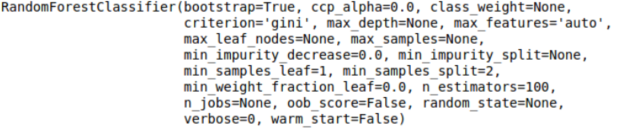 RandomForestClassifier(bootstrap=True, ccp_alpha=0.0, class_weight=None,
criterion='gini', max_depth=None, max_features='auto',
max_leaf_nodes=None, max_samples=None,
min_impurity_decrease=0.0, min_impurity_split=None,
min_samples_leaf=1, min_samples_split=2,
min_weight_fraction_leaf=0.0, n_estimators=100,
n_jobs=None, oob_score=False, random_state=None,
verbose=0, warm_start=False)